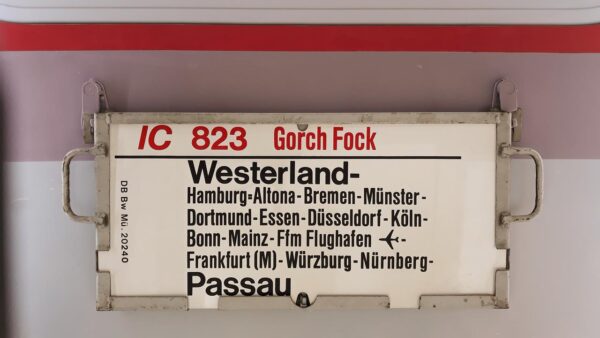 IC 823 Gorch Fock
Westerland-
Hamburg=Altona-Bremen-Münster-
Dortmund-Essen-Düsseldorf-Köln-
Bonn-Mainz-Ffm Flughafen ✈-
Frankfurt (M)-Würzburg-Nürnberg-
Passau
DB Bw Mü. 20240